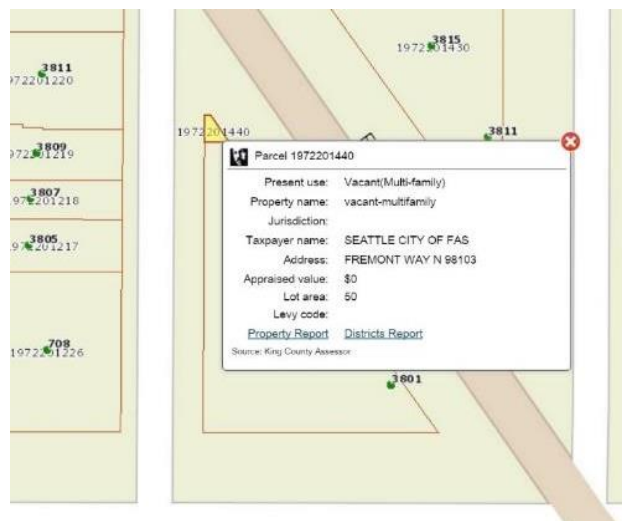 3815
1972201430
3811
1972201220
1972201440
3811
3809
1972201219
3807
1972201218
3805
1972201217
708
1972201226
Parcel 1972201440
Present use: Vacant(Multi-family)
Property name: vacant-multifamily
Jurisdiction:
Taxpayer name: SEATTLE CITY OF FAS
Address: FREMONT WAY N 98103
Appraised value: $0
Lot area: 50
Levy code:
Property Report Districts Report
Source: King County Assessor
3801